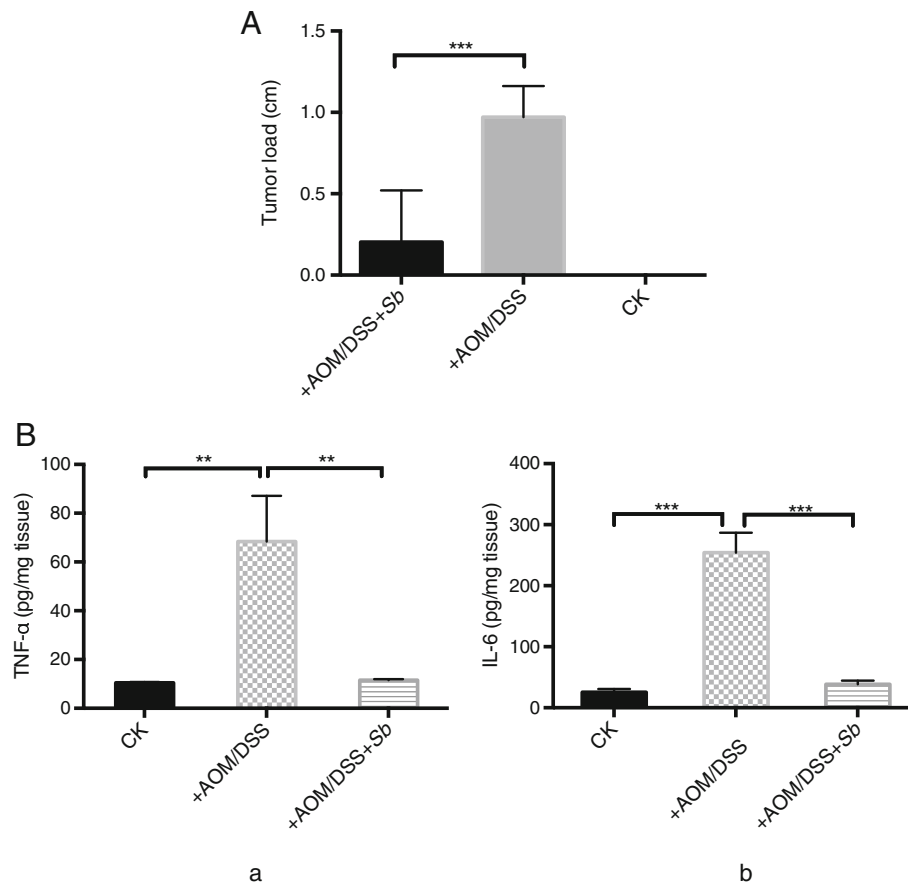 A
Tumor load (cm)
1.5
1.0
0.5
0.0
***
+AOM/DSS+Sb
+AOM/DSS
CK
B
TNF-α (pg/mg tissue)
100
80
60
40
20
0
**
**
CK
+AOM/DSS
+AOM/DSS+Sb
a
IL-6 (pg/mg tissue)
400
300
200
100
0
***
***
CK
+AOM/DSS
+AOM/DSS+Sb
b